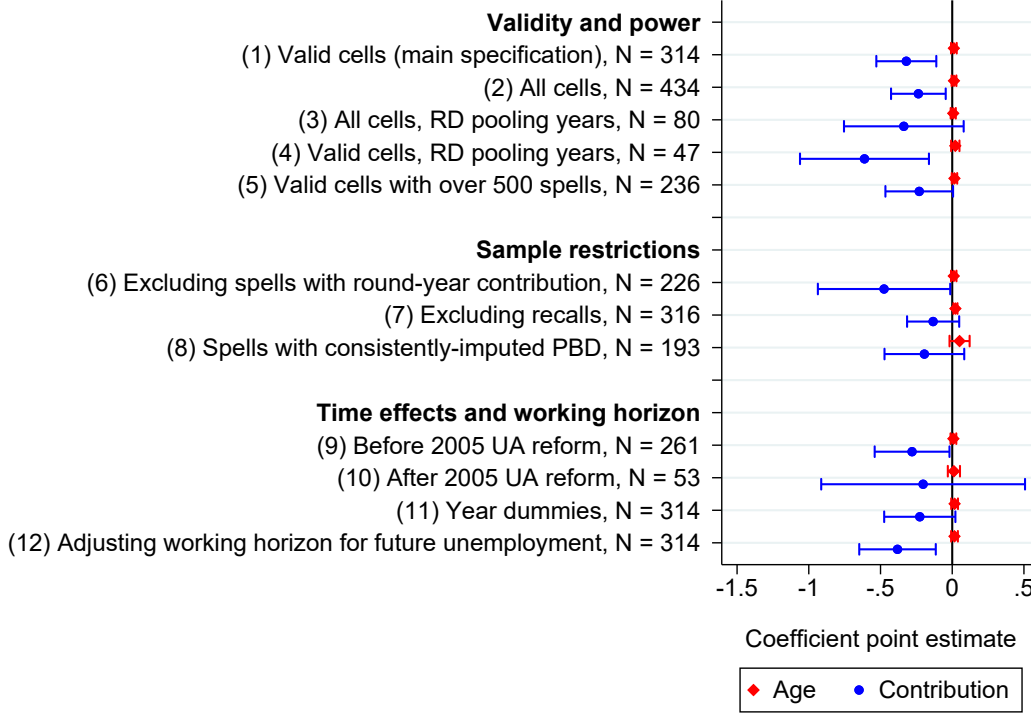 Validity and power
(1) Valid cells (main specification), N = 314
(2) All cells, N = 434
(3) All cells, RD pooling years, N = 80
(4) Valid cells, RD pooling years, N = 47
(5) Valid cells with over 500 spells, N = 236
Sample restrictions
(6) Excluding spells with round-year contribution, N = 226
(7) Excluding recalls, N = 316
(8) Spells with consistently-imputed PBD, N = 193
Time effects and working horizon
(9) Before 2005 UA reform, N = 261
(10) After 2005 UA reform, N = 53
(11) Year dummies, N = 314
(12) Adjusting working horizon for future unemployment, N = 314
-1.5 -1 -.5 0 .5
Coefficient point estimate
Age Contribution